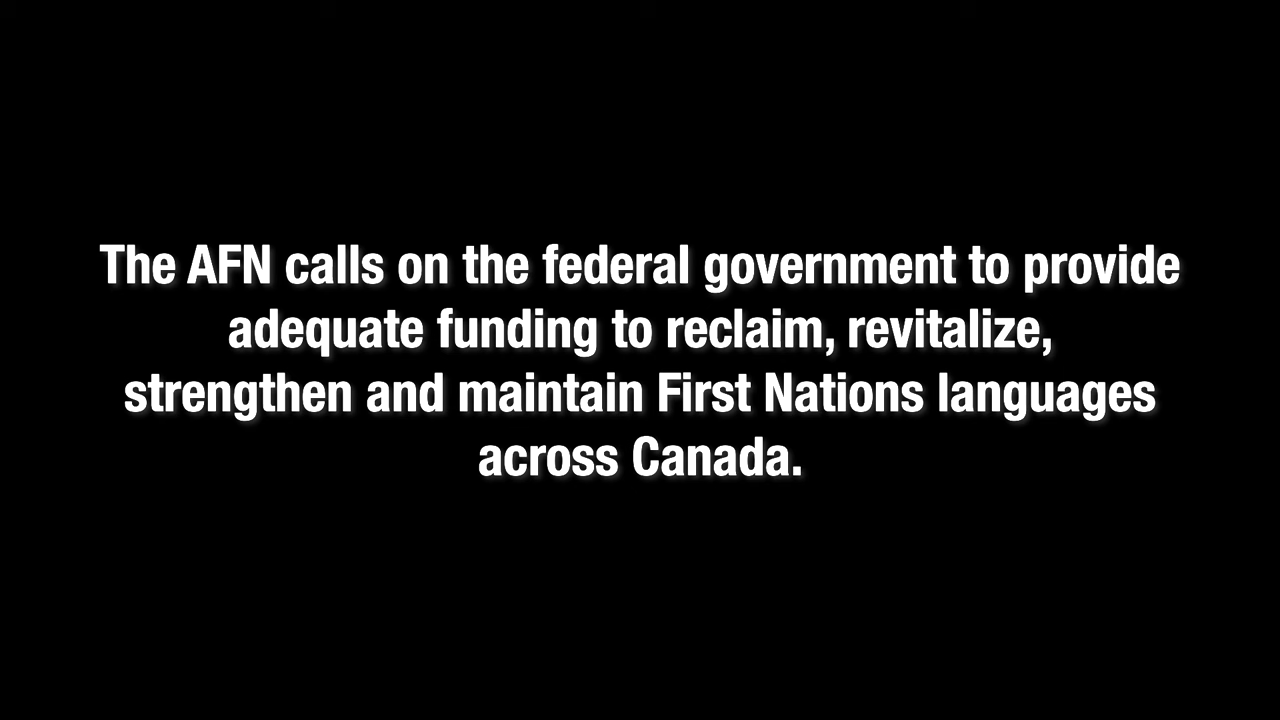 The AFN calls on the federal government to provide
adequate funding to reclaim, revitalize,
strengthen and maintain First Nations languages
across Canada.